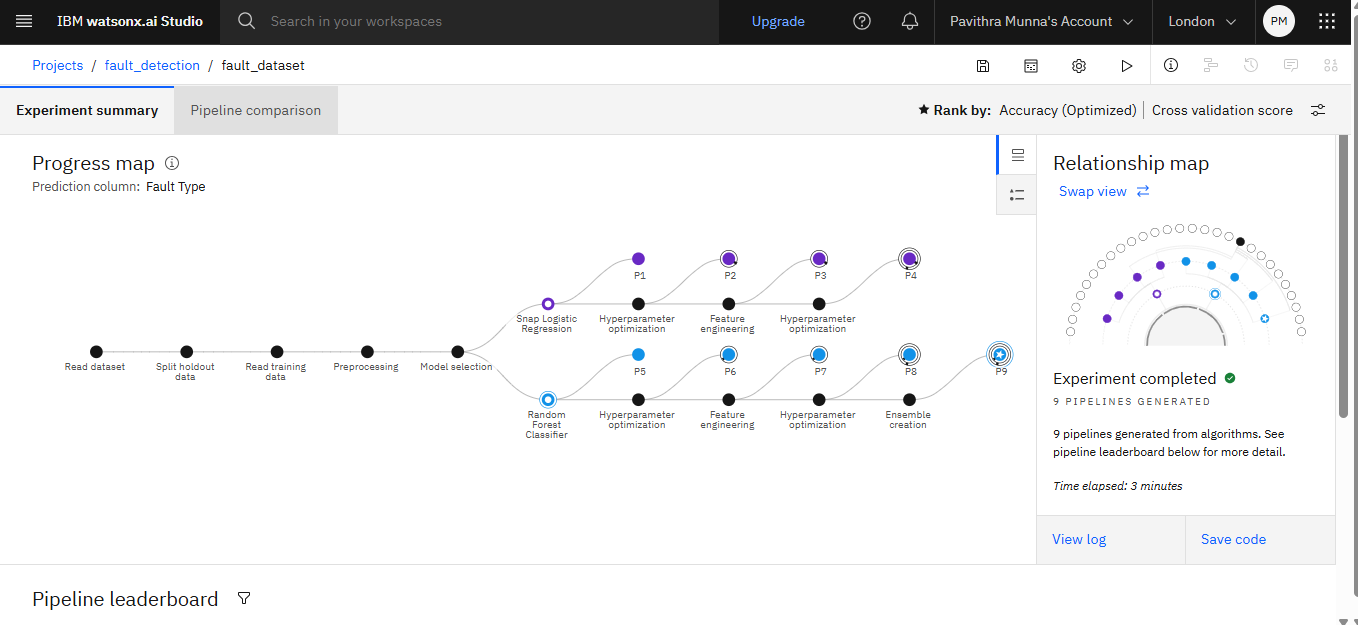 IBM watsonx.ai Studio
Search in your workspaces
Upgrade
Pavithra Munna's Account
London
PM
Projects / fault_detection / fault_dataset
Experiment summary
Pipeline comparison
Rank by: Accuracy (Optimized) | Cross validation score
Progress map
Prediction column: Fault Type
P1
P2
P3
P4
Snap Logistic
Regression
Hyperparameter
optimization
Feature
engineering
Hyperparameter
optimization
Read dataset
Split holdout
data
Read training
data
Preprocessing
Model selection
P5
P6
P7
P8
P9
Random
Forest
Classifier
Hyperparameter
optimization
Feature
engineering
Hyperparameter
optimization
Ensemble
creation
Relationship map
Swap view
Experiment completed
9 PIPELINES GENERATED
9 pipelines generated from algorithms. See
pipeline leaderboard below for more detail.
Time elapsed: 3 minutes
View log
Save code
Pipeline leaderboard